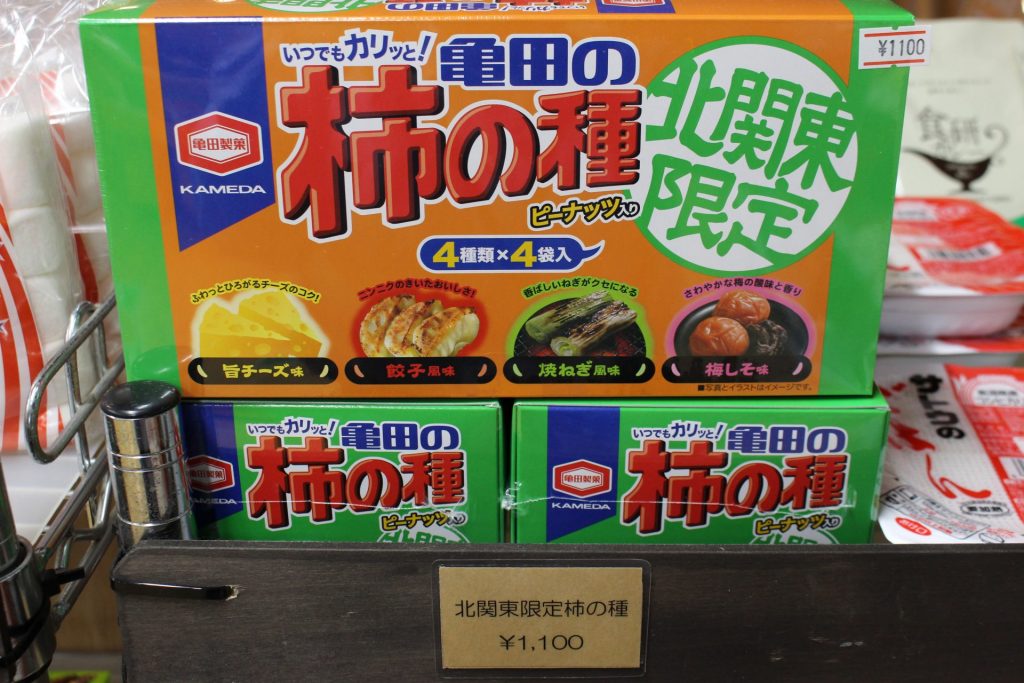 いつでもカリッと!
亀田の
柿の種
ピーナッツ入り
北関東
限定
¥1100
亀田製菓
KAMEDA
4種類×4袋入
ふわっとひろがるチーズのコク!
旨チーズ味
ニンニクのきいたおいしさ!
餃子風味
香ばしいねぎがクセになる
焼ねぎ風味
さわやかな梅の酸味と香り
梅しそ味
■写真とイラストはイメージです。
いつでもカリッと!
亀田の
柿の種
ピーナッツ入り
亀田製菓
KAMEDA
いつでもカリッと!
亀田の
柿の種
ピーナッツ入り
亀田製菓
KAMEDA
北関東限定柿の種
¥1,100